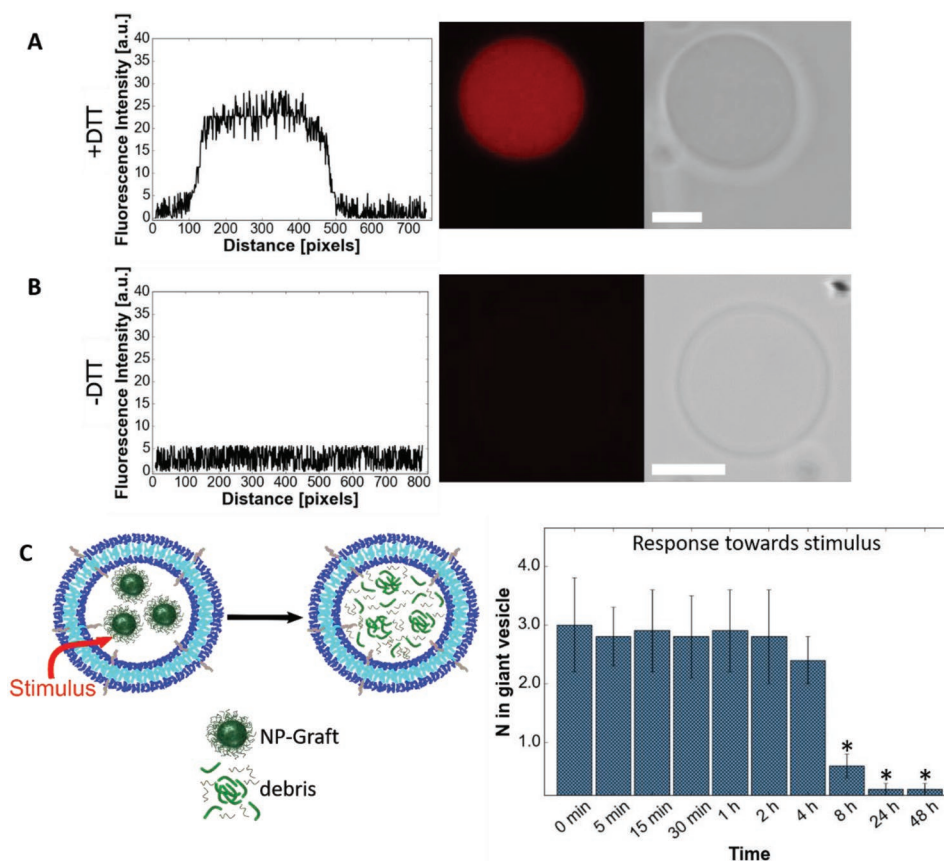 A
+DTT
Fluorescence Intensity [a.u.]
40
35
30
25
20
15
10
5
0
0 100 200 300 400 500 600 700
Distance [pixels]
B
-DTT
Fluorescence Intensity [a.u.]
40
35
30
25
20
15
10
5
0
0 100 200 300 400 500 600 700 800
Distance [pixels]
C
Stimulus
NP-Graft
debris
Response towards stimulus
N in giant vesicle
4.0
3.0
2.0
1.0
* * *
0 min 5 min 15 min 30 min 1 h 2 h 4 h 8 h 24 h 48 h
Time